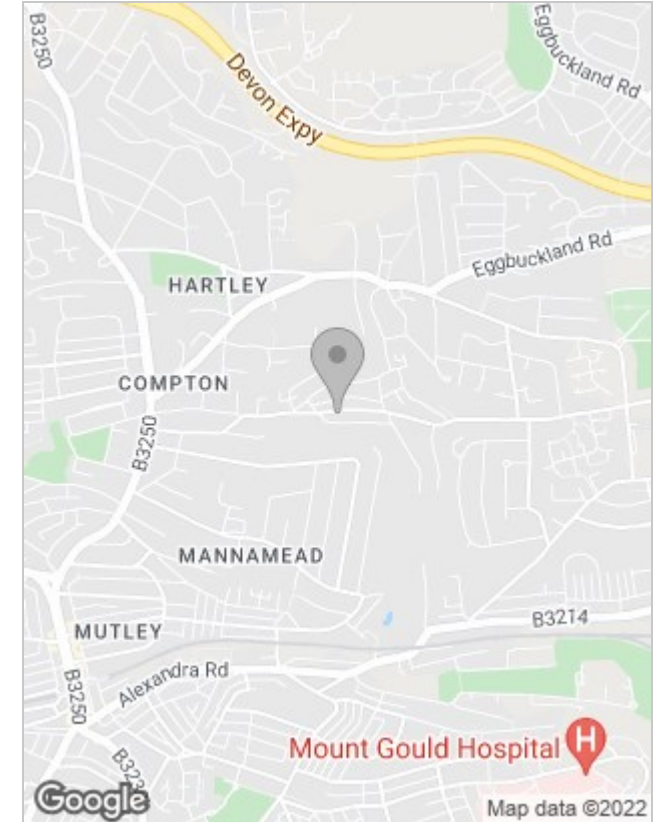 B3250
Eggbuckland Rd
Devon Expy
Eggbuckland Rd
HARTLEY
COMPTON
B3250
MANNAMEAD
B3214
MUTLEY
Alexandra Rd
B3250
Mount Gould Hospital
H
Google
Map data ©2022